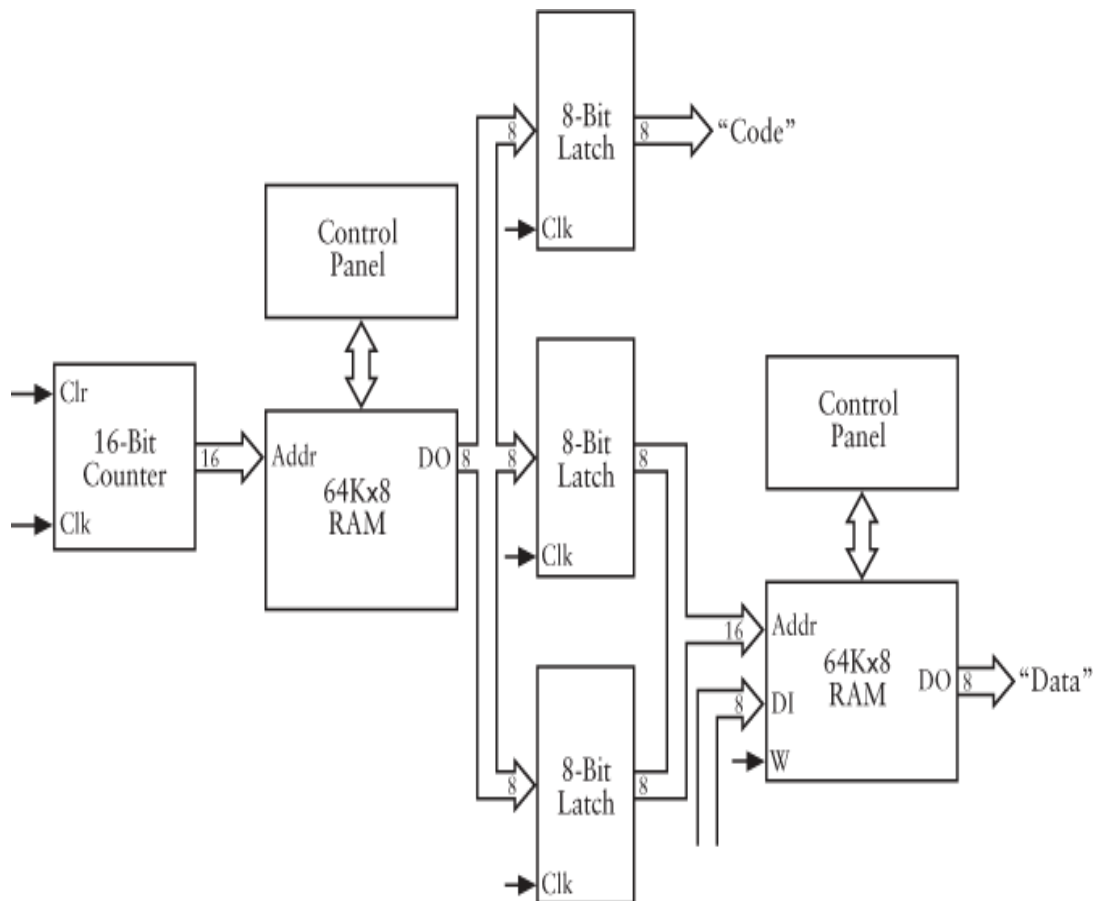 8-Bit
Latch
8
8
"Code"
Clk
Control
Panel
Clr
16-Bit
Counter
16
Clk
Addr
DO
8
64Kx8
RAM
8
8-Bit
Latch
8
Clk
Control
Panel
16
Addr
64Kx8
RAM
8
DI
DO
8
"Data"
W
8
8-Bit
Latch
8
Clk